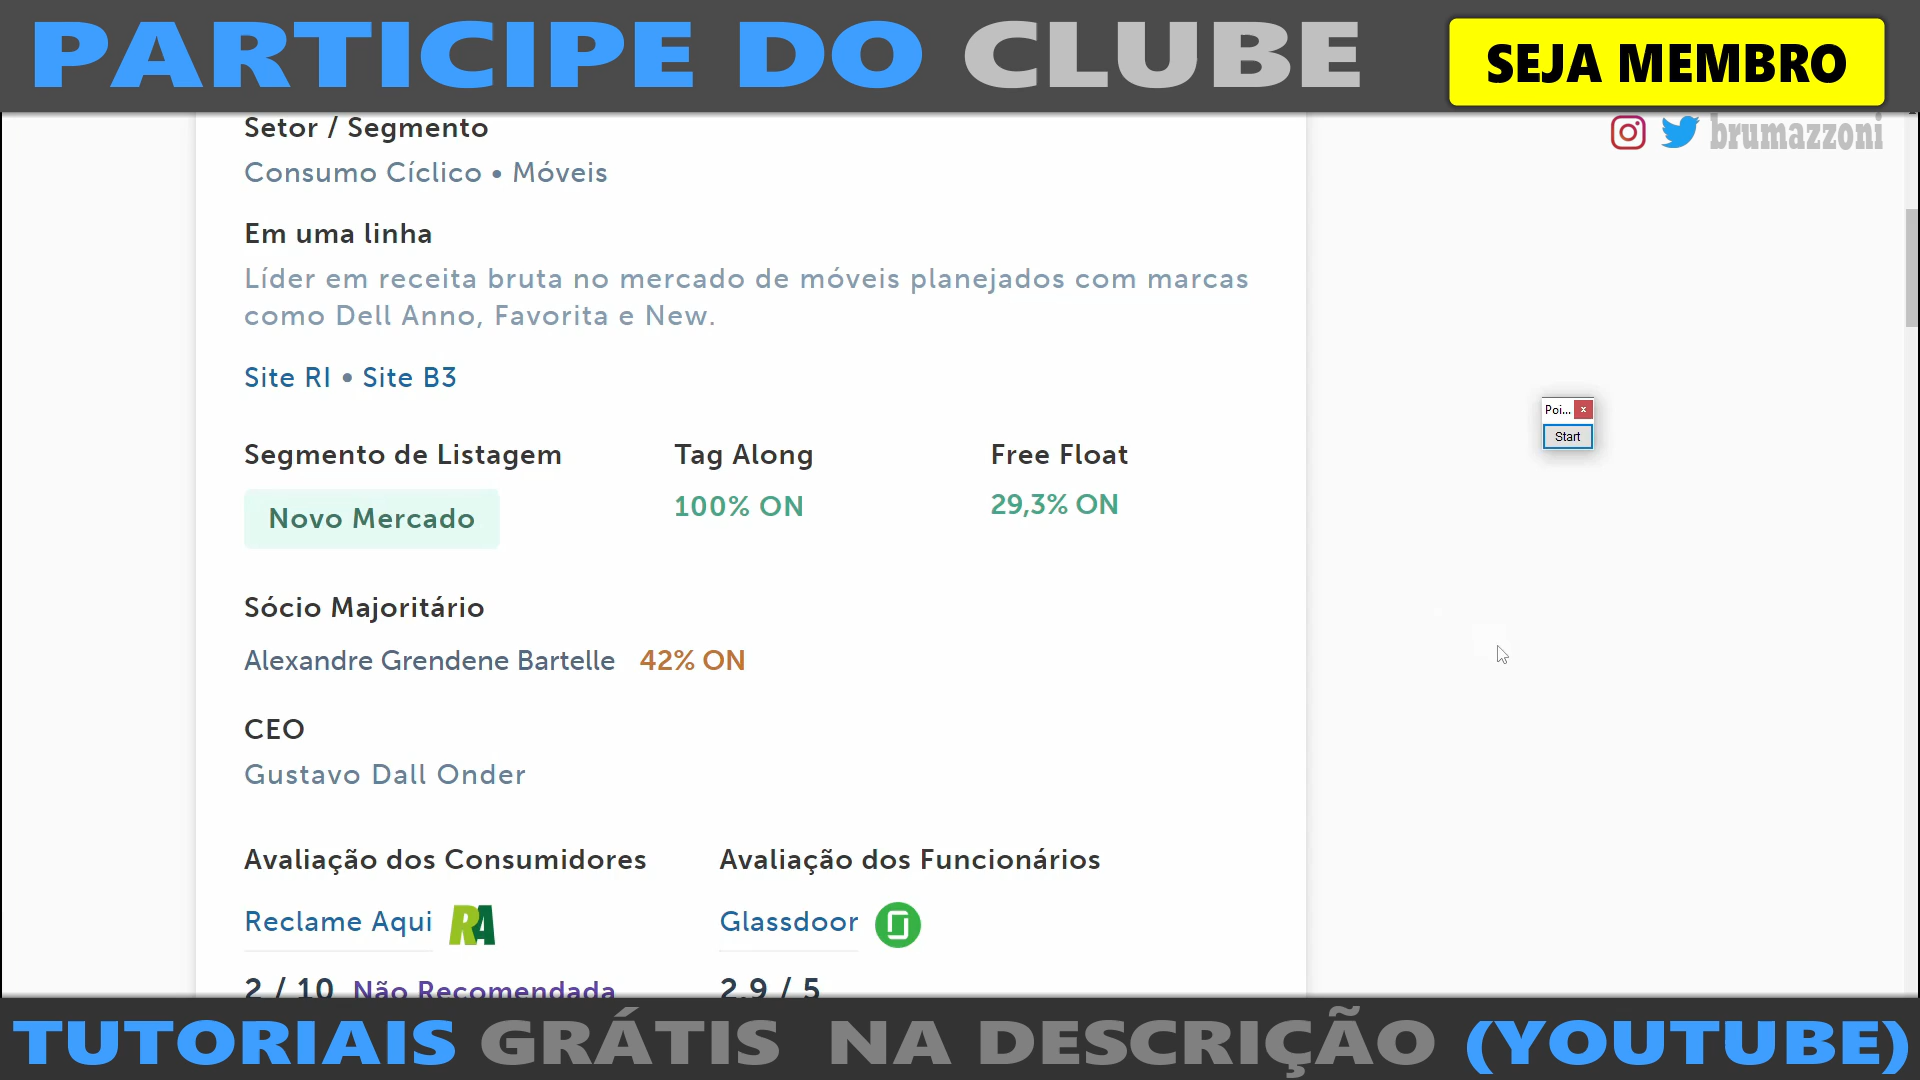 PARTICIPE DO CLUBE
SEJA MEMBRO
brumazzoni
Setor / Segmento
Consumo Cíclico • Móveis
Em uma linha
Líder em receita bruta no mercado de móveis planejados com marcas
como Dell Anno, Favorita e New.
Site RI • Site B3
Poi... x
Start
Segmento de Listagem Tag Along Free Float
Novo Mercado 100% ON 29,3% ON
Sócio Majoritário
Alexandre Grendene Bartelle 42% ON
CEO
Gustavo Dall Onder
Avaliação dos Consumidores Avaliação dos Funcionários
Reclame Aqui RA Glassdoor
2 / 10 Não Recomendada 2.9 / 5
TUTORIAIS GRÁTIS NA DESCRIÇÃO (YOUTUBE)